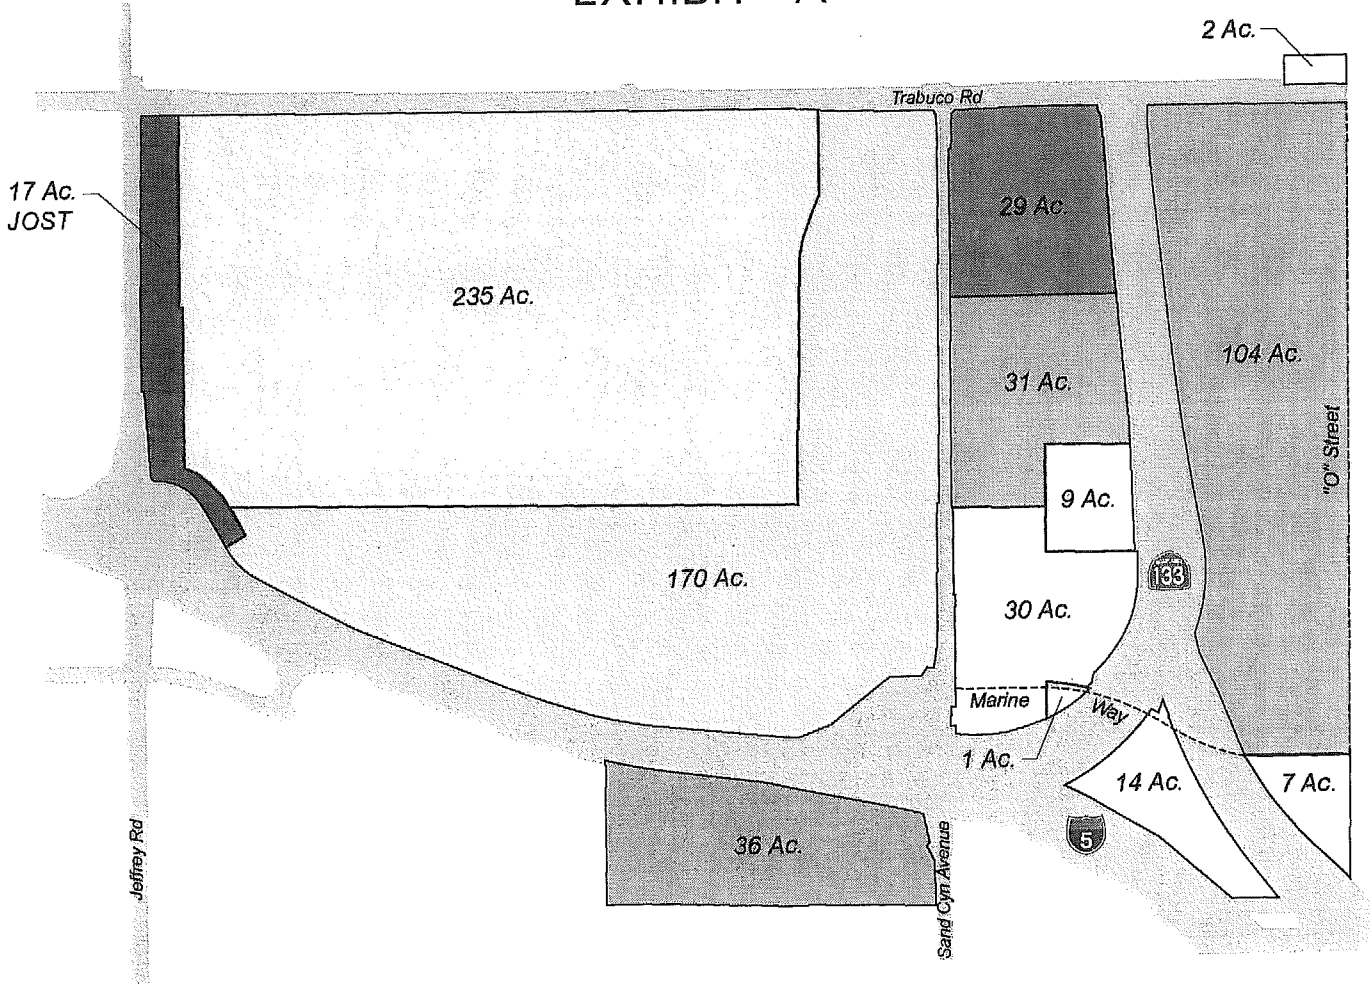 2 Ac.
Trabuco Rd
17 Ac.
JOST
29 Ac.
235 Ac.
104 Ac.
31 Ac.
"O" Street
9 Ac.
133
170 Ac.
30 Ac.
Marine Way
1 Ac.
14 Ac.
7 Ac.
5
36 Ac.
Jeffrey Rd
Sand Cyn Avenue